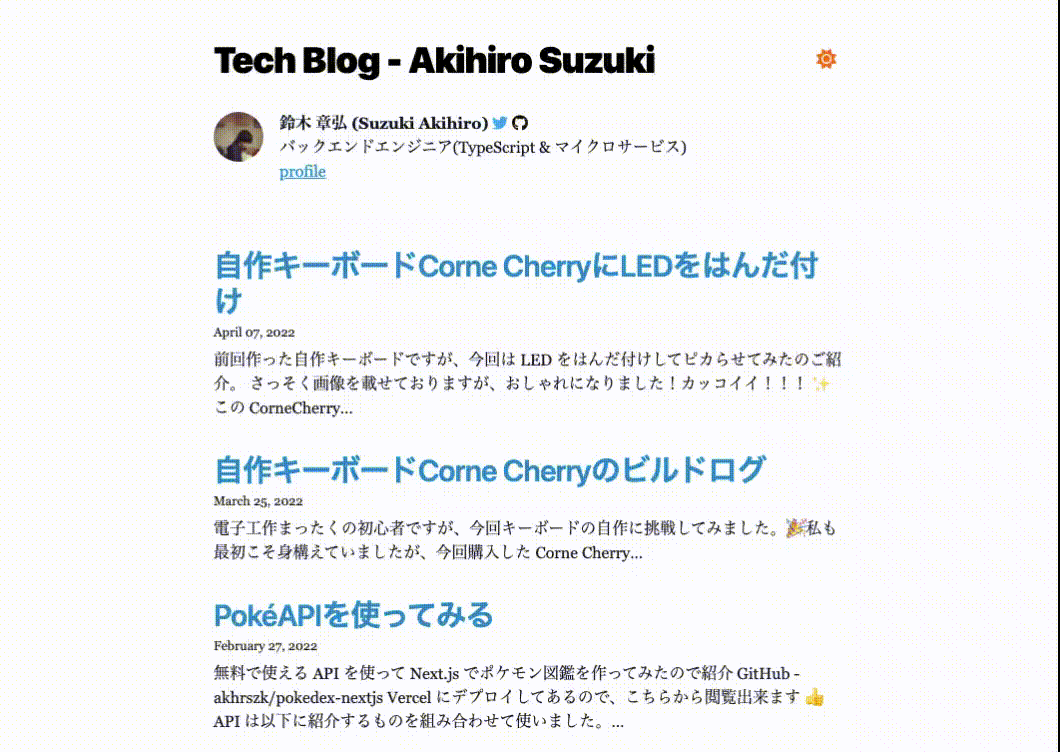 Tech Blog - Akihiro Suzuki
鈴木 章弘 (Suzuki Akihiro)
バックエンドエンジニア(TypeScript & マイクロサービス)
profile
自作キーボードCorne CherryにLEDをはんだ付
け
April 07, 2022
前回作った自作キーボードですが、今回は LED をはんだ付けしてピカらせてみたのご紹
介。 さっそく画像を載せておりますが、おしゃれになりました！カッコイイ！！！ ✨
この CorneCherry...
自作キーボードCorne Cherryのビルドログ
March 25, 2022
電子工作まったくの初心者ですが、今回キーボードの自作に挑戦してみました。🎉私も
最初こそ身構えていましたが、今回購入した Corne Cherry...
PokéAPIを使ってみる
February 27, 2022
無料で使える API を使って Next.js でポケモン図鑑を作ってみたので紹介 GitHub -
akhrszk/pokedex-nextjs Vercel にデプロイしてあるので、こちらから閲覧出来ます 👍
API は以下に紹介するものを組み合わせて使いました。...